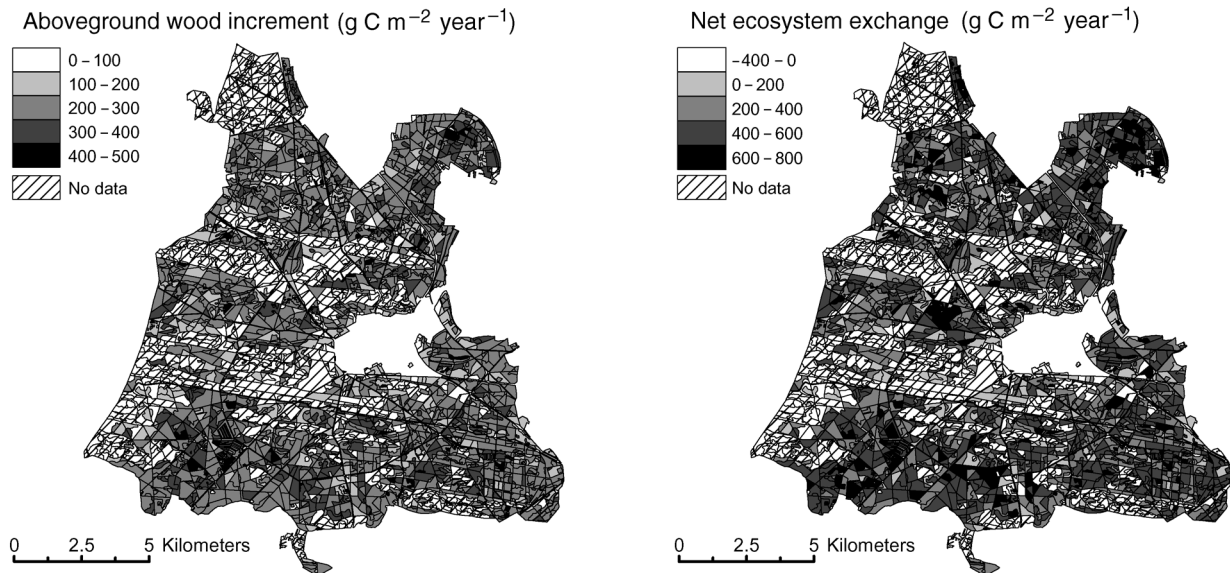 Aboveground wood increment (g C m⁻² year⁻¹)
0 – 100
100 – 200
200 – 300
300 – 400
400 – 500
No data
0 2.5 5 Kilometers
Net ecosystem exchange (g C m⁻² year⁻¹)
-400 - 0
0 - 200
200 - 400
400 - 600
600 - 800
No data
0 2.5 5 Kilometers